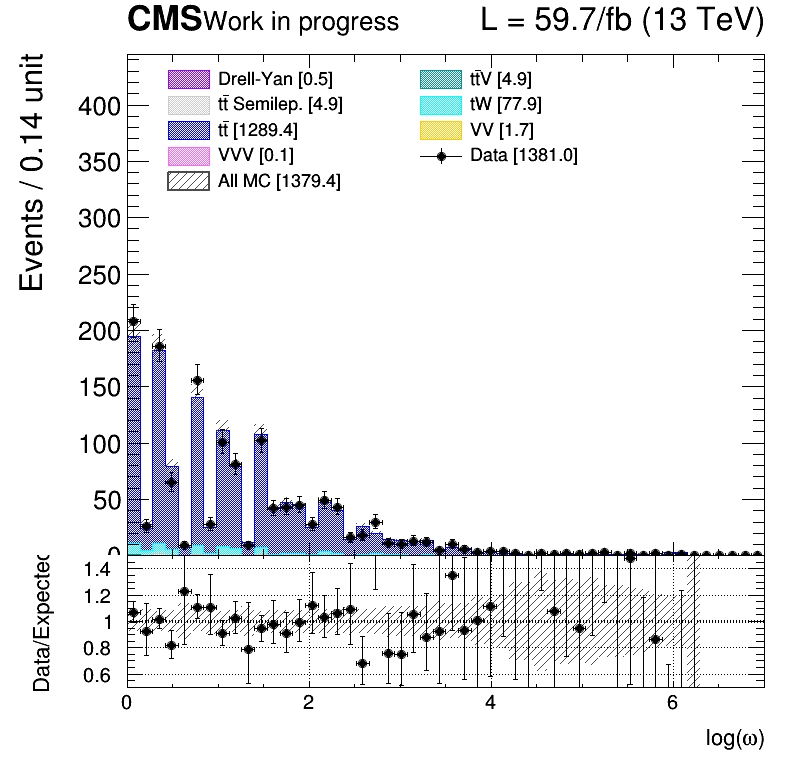 CMS Work in progress L = 59.7/fb (13 TeV)
Events / 0.14 unit
Drell-Yan [0.5]
tt̄ Semilep. [4.9]
tt̄ [1289.4]
VVV [0.1]
All MC [1379.4]
tt̄V [4.9]
tW [77.9]
VV [1.7]
Data [1381.0]
400
350
300
250
200
150
100
50
0
Data/Expected
1.4
1.2
1
0.8
0.6
0 2 4 6
log(ω)